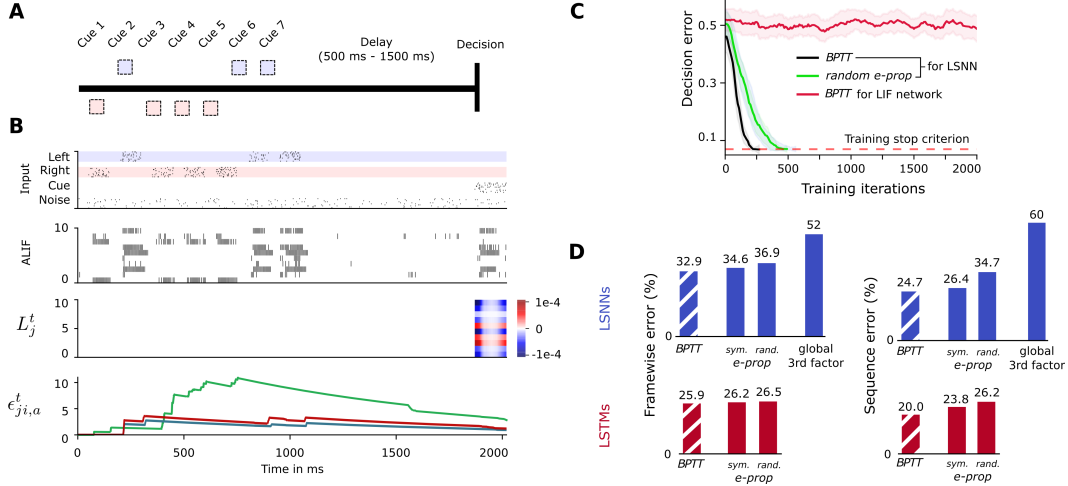 A
Cue 1
Cue 2
Cue 3
Cue 4
Cue 5
Cue 6
Cue 7
Delay
(500 ms - 1500 ms)
Decision
B
Input
Left
Right
Cue
Noise
ALIF
10
0
L_j^t
10
5
0
1e-4
0
-1e-4
ϵ_{ji,a}^t
10
5
0
0
500
1000
1500
2000
Time in ms
C
Decision error
0.5
0.3
0.1
BPTT
random e-prop
for LSNN
BPTT for LIF network
Training stop criterion
0
500
1000
1500
2000
Training iterations
D
LSNNs
Framewise error (%)
0
32.9
34.6
36.9
52
BPTT
sym.
rand.
e-prop
global
3rd factor
Sequence error (%)
0
24.7
26.4
34.7
60
BPTT
sym.
rand.
e-prop
global
3rd factor
LSTMs
0
25.9
26.2
26.5
BPTT
sym.
rand.
e-prop
0
20.0
23.8
26.2
BPTT
sym.
rand.
e-prop